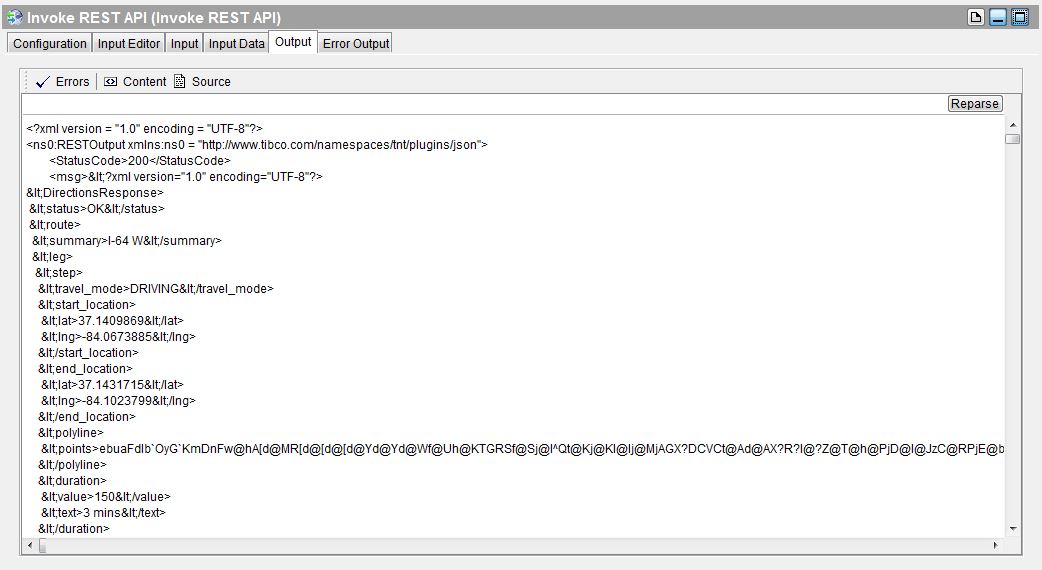 Invoke REST API (Invoke REST API)
Configuration Input Editor Input Input Data Output Error Output
Errors Content Source
Reparse
<?xml version = "1.0" encoding = "UTF-8"?>
<ns0:RESTOutput xmlns:ns0 = "http://www.tibco.com/namespaces/tnt/plugins/json">
<StatusCode>200</StatusCode>
<msg>&lt;?xml version="1.0" encoding="UTF-8"?>
&lt;DirectionsResponse>
&lt;status>OK&lt;/status>
&lt;route>
&lt;summary>I-64 W&lt;/summary>
&lt;leg>
&lt;step>
&lt;travel_mode>DRIVING&lt;/travel_mode>
&lt;start_location>
&lt;lat>37.1409869&lt;/lat>
&lt;lng>-84.0673885&lt;/lng>
&lt;/start_location>
&lt;end_location>
&lt;lat>37.1431715&lt;/lat>
&lt;lng>-84.1023799&lt;/lng>
&lt;/end_location>
&lt;polyline>
&lt;points>ebuaFdlb`OyG`KmDnFw@hA[d@MR[d@[d@[d@Yd@Yd@Wf@Uh@KTGRSf@Sj@I^Qt@Kj@Kl@Ij@MjAGX?DCVCt@Ad@AX?R?l@?Z@T@h@PjD@l@JzC@RPjE@b
&lt;/polyline>
&lt;duration>
&lt;value>150&lt;/value>
&lt;text>3 mins&lt;/text>
&lt;/duration>